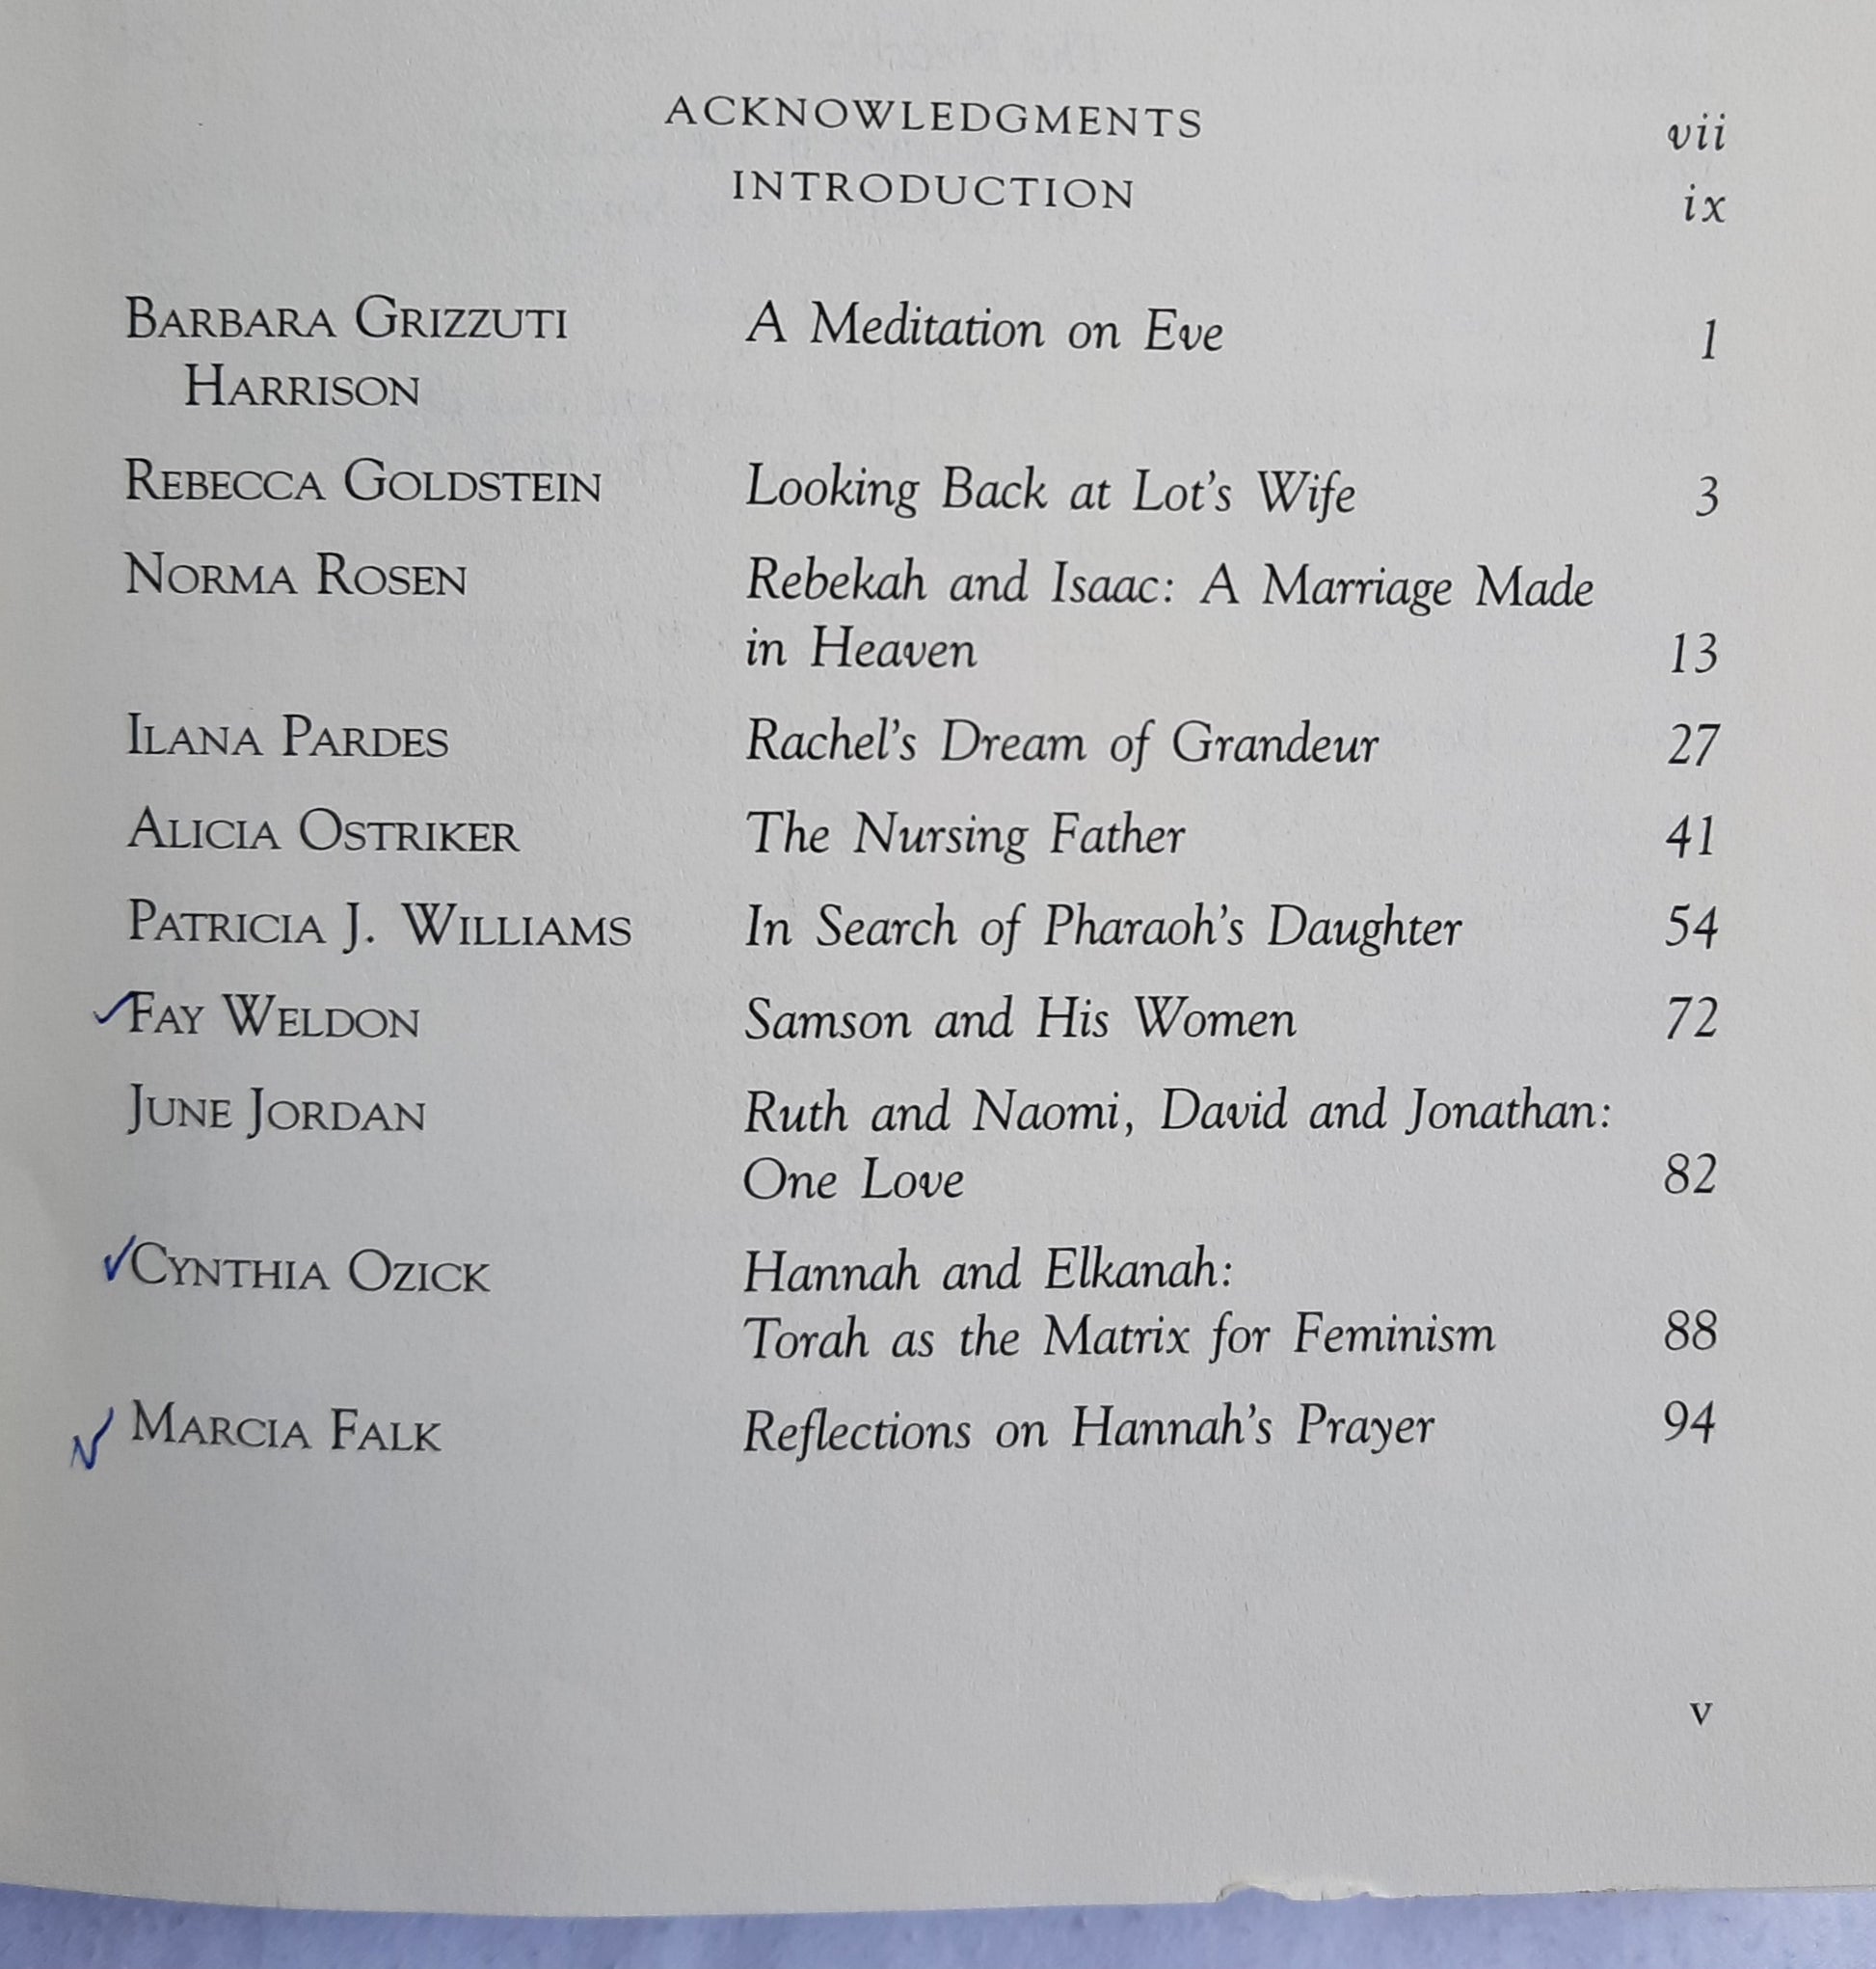 ACKNOWLEDGMENTS vii
INTRODUCTION ix
BARBARA GRIZZUTI A Meditation on Eve 1
HARRISON
REBECCA GOLDSTEIN Looking Back at Lot's Wife 3
NORMA ROSEN Rebekah and Isaac: A Marriage Made
in Heaven 13
ILANA PARDES Rachel's Dream of Grandeur 27
ALICIA OSTRIKER The Nursing Father 41
PATRICIA J. WILLIAMS In Search of Pharaoh's Daughter 54
✓FAY WELDON Samson and His Women 72
JUNE JORDAN Ruth and Naomi, David and Jonathan:
One Love 82
✓CYNTHIA OZICK Hannah and Elkanah:
Torah as the Matrix for Feminism 88
✓MARCIA FALK Reflections on Hannah's Prayer 94
v